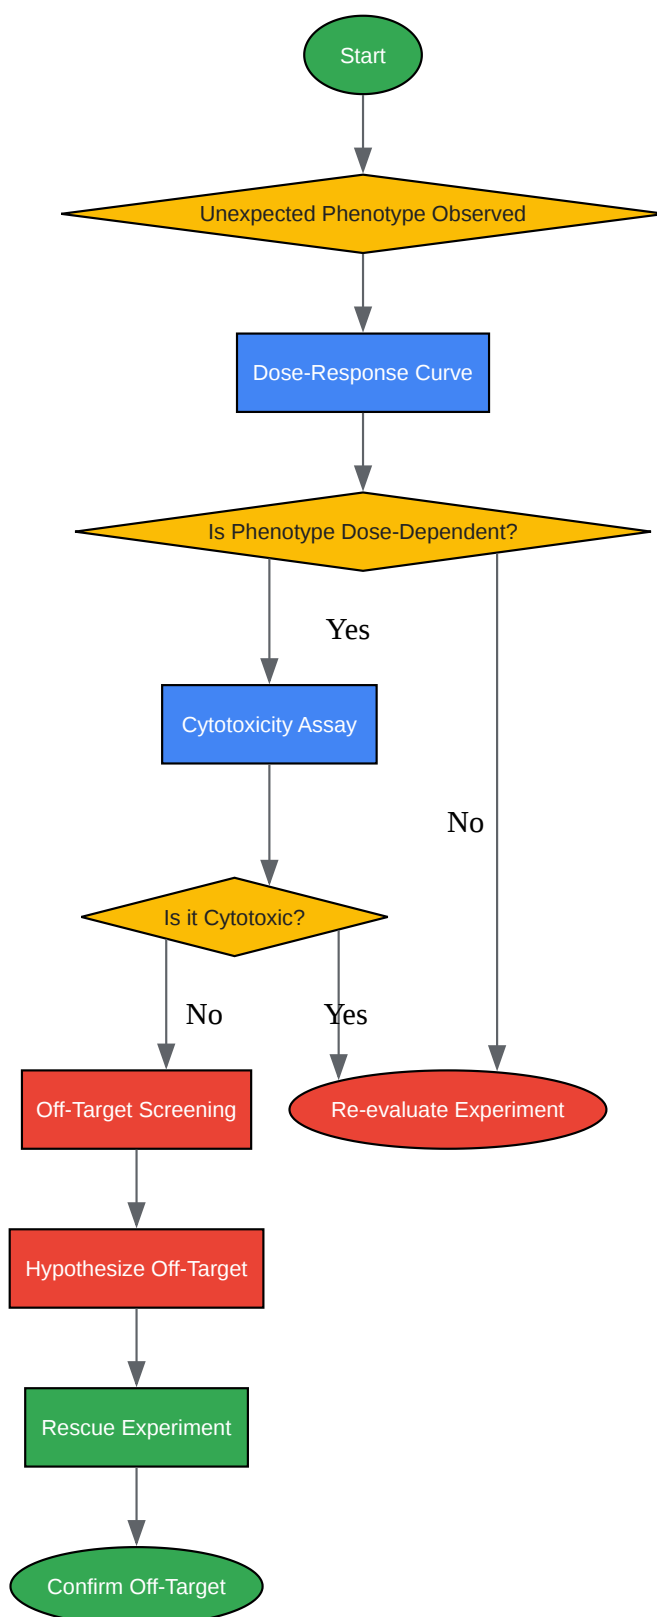 Start
Unexpected Phenotype Observed
Dose-Response Curve
Is Phenotype Dose-Dependent?
Yes
Cytotoxicity Assay
No
Is it Cytotoxic?
No
Yes
Off-Target Screening
Re-evaluate Experiment
Hypothesize Off-Target
Rescue Experiment
Confirm Off-Target